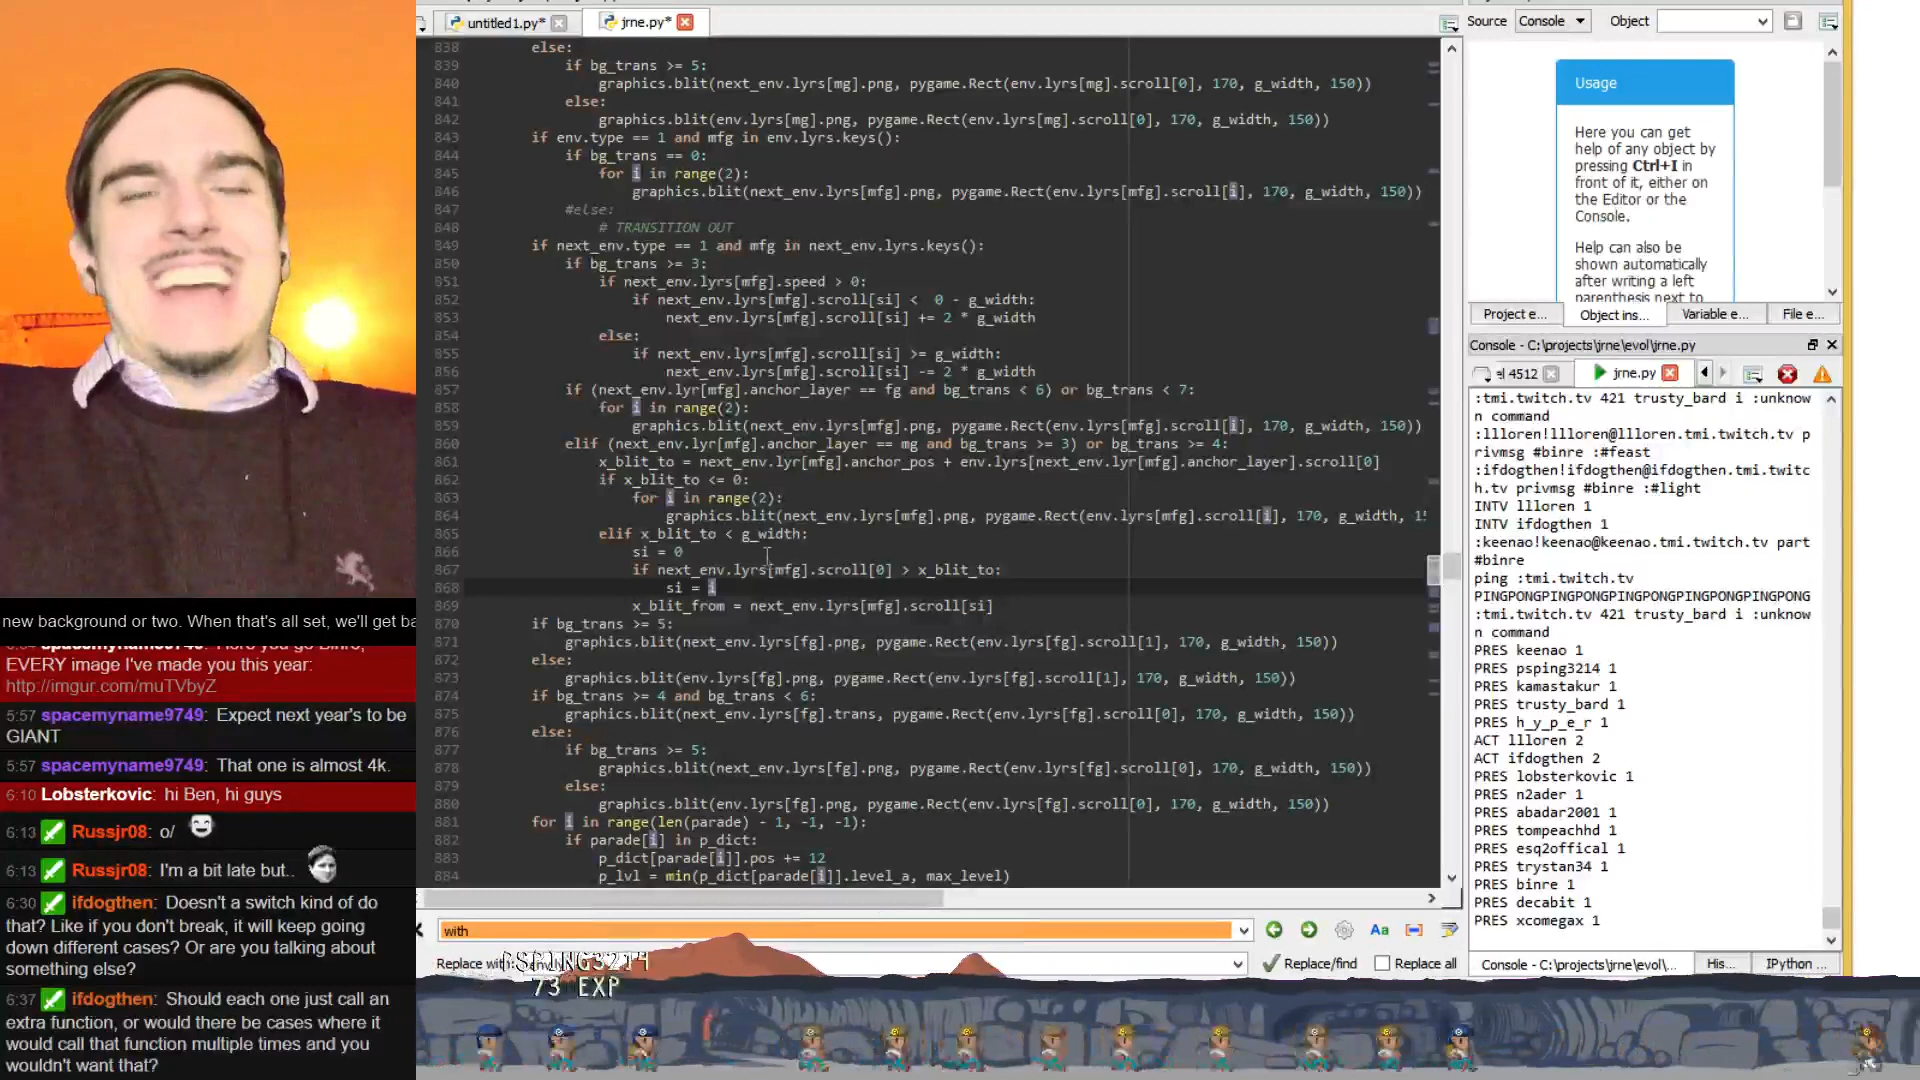 untitled1.py*
jrne.py*
838 else:
839 if bg_trans >= 5:
840 graphics.blit(next_env.lyrs[mg].png, pygame.Rect(env.lyrs[mg].scroll[0], 170, g_width, 150))
841 else:
842 graphics.blit(env.lyrs[mg].png, pygame.Rect(env.lyrs[mg].scroll[0], 170, g_width, 150))
843 if env.type == 1 and mfg in env.lyrs.keys():
844 if bg_trans == 0:
845 for i in range(2):
846 graphics.blit(next_env.lyrs[mfg].png, pygame.Rect(env.lyrs[mfg].scroll[i], 170, g_width, 150))
847 #else:
848 # TRANSITION OUT
849 if next_env.type == 1 and mfg in next_env.lyrs.keys():
850 if bg_trans >= 3:
851 if next_env.lyrs[mfg].speed > 0:
852 if next_env.lyrs[mfg].scroll[si] < 0 - g_width:
853 next_env.lyrs[mfg].scroll[si] += 2 * g_width
854 else:
855 if next_env.lyrs[mfg].scroll[si] >= g_width:
856 next_env.lyrs[mfg].scroll[si] -= 2 * g_width
857 if (next_env.lyr[mfg].anchor_layer == fg and bg_trans < 6) or bg_trans < 7:
858 for i in range(2):
859 graphics.blit(next_env.lyrs[mfg].png, pygame.Rect(env.lyrs[mfg].scroll[i], 170, g_width, 150))
860 elif (next_env.lyr[mfg].anchor_layer == mg and bg_trans >= 3) or bg_trans >= 4:
861 x_blit_to = next_env.lyr[mfg].anchor_pos + env.lyrs[next_env.lyr[mfg].anchor_layer].scroll[0]
862 if x_blit_to <= 0:
863 for i in range(2):
864 graphics.blit(next_env.lyrs[mfg].png, pygame.Rect(env.lyrs[mfg].scroll[i], 170, g_width, 15
865 elif x_blit_to < g_width:
866 si = 0
867 if next_env.lyrs[mfg].scroll[0] > x_blit_to:
868 si = i
869 x_blit_from = next_env.lyrs[mfg].scroll[si]
870 if bg_trans >= 5:
871 graphics.blit(next_env.lyrs[fg].png, pygame.Rect(env.lyrs[fg].scroll[1], 170, g_width, 150))
872 else:
873 graphics.blit(env.lyrs[fg].png, pygame.Rect(env.lyrs[fg].scroll[1], 170, g_width, 150))
874 if bg_trans >= 4 and bg_trans < 6:
875 graphics.blit(next_env.lyrs[fg].trans, pygame.Rect(env.lyrs[fg].scroll[0], 170, g_width, 150))
876 else:
877 if bg_trans >= 5:
878 graphics.blit(next_env.lyrs[fg].png, pygame.Rect(env.lyrs[fg].scroll[0], 170, g_width, 150))
879 else:
880 graphics.blit(env.lyrs[fg].png, pygame.Rect(env.lyrs[fg].scroll[0], 170, g_width, 150))
881 for i in range(len(parade) - 1, -1, -1):
882 if parade[i] in p_dict:
883 p_dict[parade[i]].pos += 12
884 p_lvl = min(p_dict[parade[i]].level_a, max_level)
with
Replace with:
Replace/find
Replace all
PSPING3214
73 EXP
new background or two. When that's all set, we'll get ba
EVERY image I've made you this year:
http://imgur.com/muTVbyZ
5:57 spacemyname9749: Expect next year's to be
GIANT
5:57 spacemyname9749: That one is almost 4k.
6:10 Lobsterkovic: hi Ben, hi guys
6:13 Russjr08: o/
6:13 Russjr08: I'm a bit late but..
6:30 ifdogthen: Doesn't a switch kind of do
that? Like if you don't break, it will keep going
down different cases? Or are you talking about
something else?
6:37 ifdogthen: Should each one just call an
extra function, or would there be cases where it
would call that function multiple times and you
wouldn't want that?
Source Console Object
Usage
Here you can get
help of any object by
pressing Ctrl+I in
front of it, either on
the Editor or the
Console.
Help can also be
shown automatically
after writing a left
parenthesis next to
Project e...
Object ins...
Variable e...
File e...
Console - C:\projects\jrne\evol\jrne.py
el 4512
jrne.py
:tmi.twitch.tv 421 trusty_bard i :unknow
n command
:llloren!llloren@llloren.tmi.twitch.tv p
rivmsg #binre :#feast
:ifdogthen!ifdogthen@ifdogthen.tmi.twitc
h.tv privmsg #binre :#light
INTV llloren 1
INTV ifdogthen 1
:keenao!keenao@keenao.tmi.twitch.tv part
#binre
ping :tmi.twitch.tv
PINGPONGPINGPONGPINGPONGPINGPONGPINGPONG
:tmi.twitch.tv 421 trusty_bard i :unknow
n command
PRES keenao 1
PRES psping3214 1
PRES kamastakur 1
PRES trusty_bard 1
PRES h_y_p_e_r 1
ACT llloren 2
ACT ifdogthen 2
PRES lobsterkovic 1
PRES n2ader 1
PRES abadar2001 1
PRES tompeachhd 1
PRES esq2offical 1
PRES trystan34 1
PRES binre 1
PRES decabit 1
PRES xcomegax 1
Console - C:\projects\jrne\evol\...
His...
IPython ...